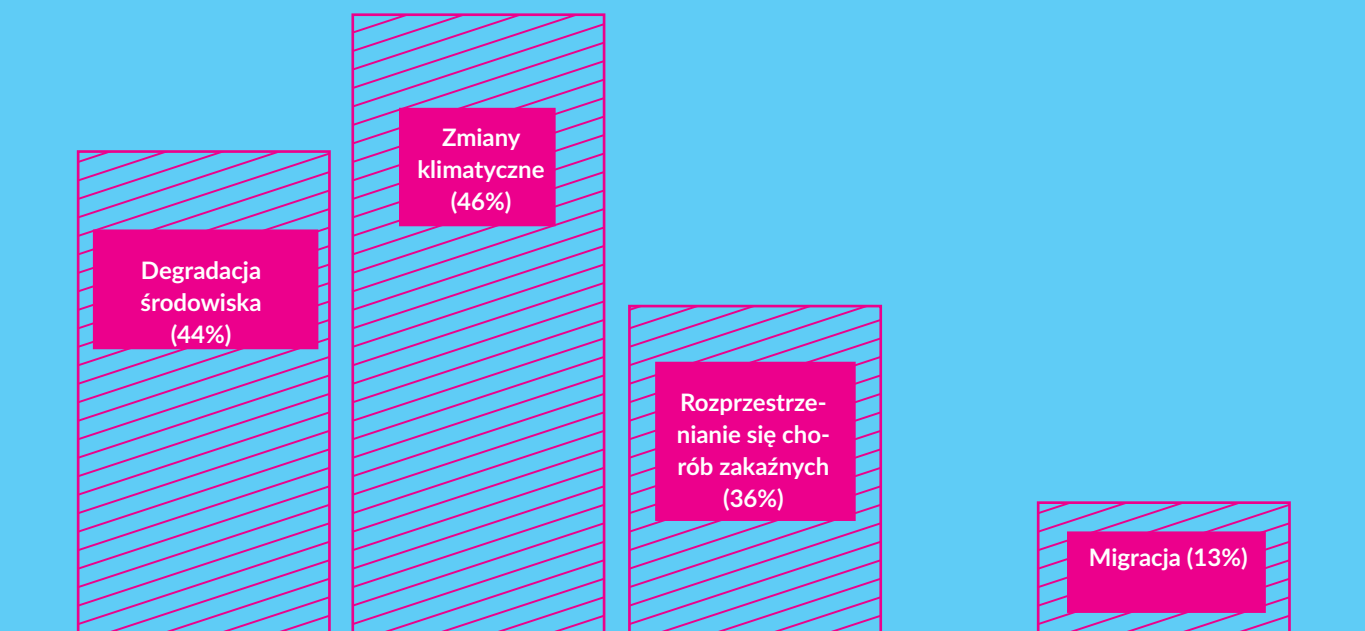 Degradacja
środowiska
(44%)
Zmiany
klimatyczne
(46%)
Rozprzestrze-
nianie się cho-
rób zakaźnych
(36%)
Migracja (13%)